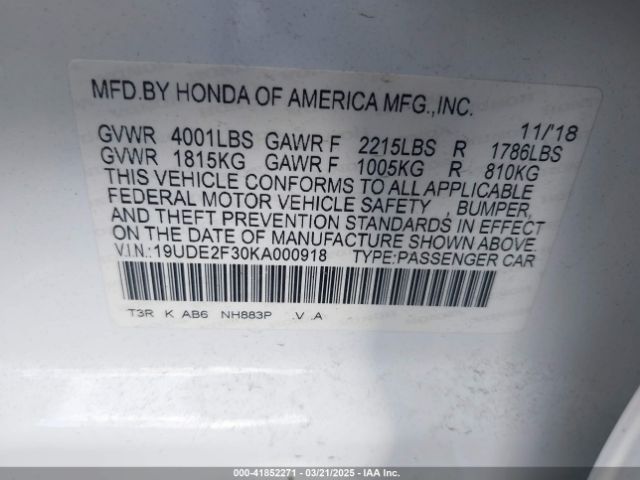 MFD.BY HONDA OF AMERICA MFG.,INC.
11/'18
GVWR 4001LBS GAWR F 2215LBS R 1786LBS
GVWR 1815KG GAWR F 1005KG R 810KG
THIS VEHICLE CONFORMS TO ALL APPLICABLE
FEDERAL MOTOR VEHICLE SAFETY , BUMPER,
AND THEFT PREVENTION STANDARDS IN EFFECT
ON THE DATE OF MANUFACTURE SHOWN ABOVE.
V.I.N.:19UDE2F30KA000918 TYPE:PASSENGER CAR
T3R K AB6 NH883P .V .A
00-41852271 | 03/21/2025 | IAA Inc.